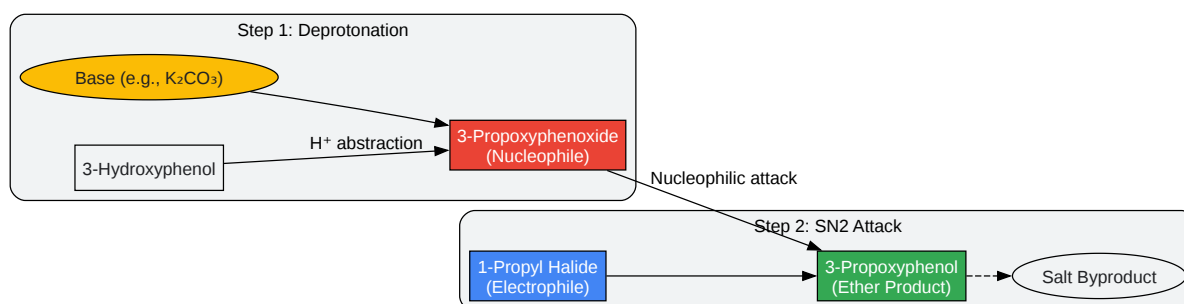 Step 1: Deprotonation
Base (e.g., K₂CO₃)
H⁺ abstraction
3-Hydroxyphenol
3-Propoxyphenoxide
(Nucleophile)
Nucleophilic attack
Step 2: SN2 Attack
1-Propyl Halide
(Electrophile)
3-Propoxyphenol
(Ether Product)
Salt Byproduct